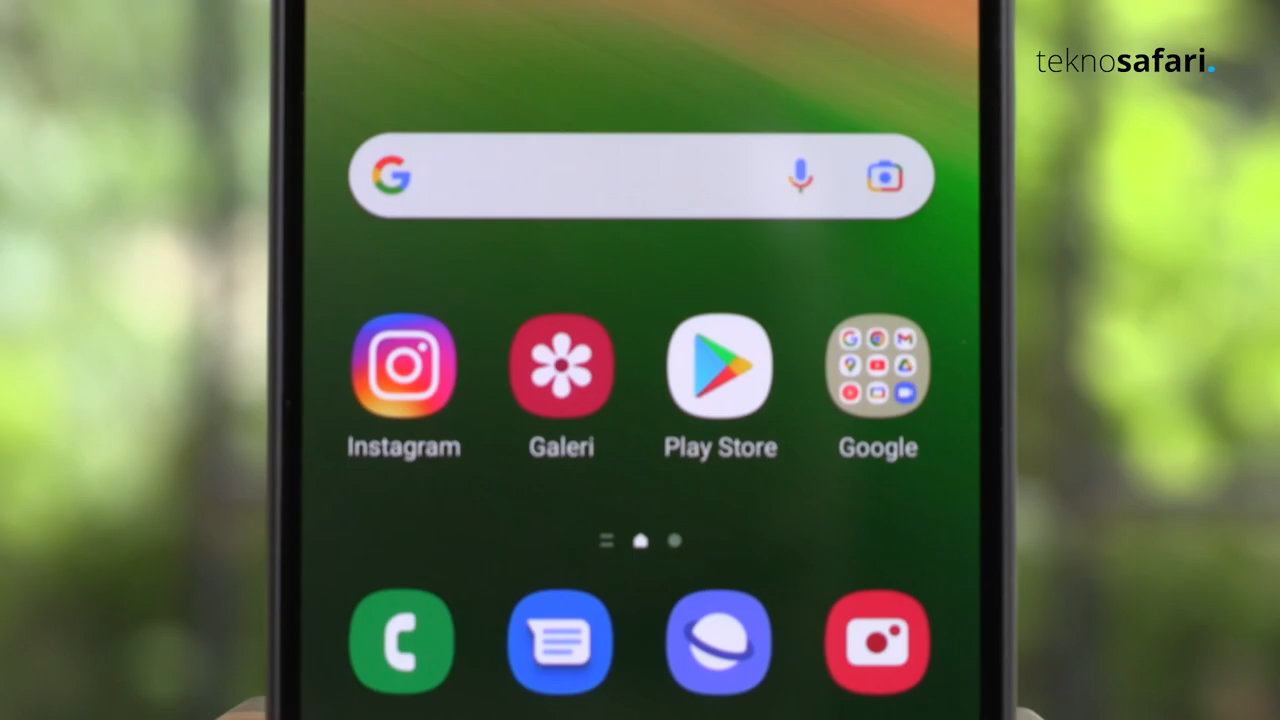 teknosafari.
Instagram
Galeri
Play Store
Google